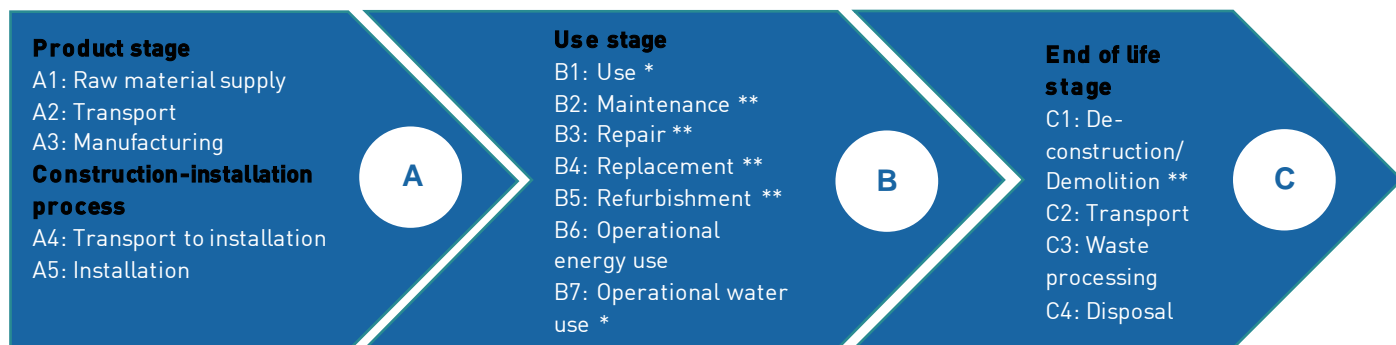 Product stage
A1: Raw material supply
A2: Transport
A3: Manufacturing
Construction-installation
process
A4: Transport to installation
A5: Installation
A
Use stage
B1: Use *
B2: Maintenance **
B3: Repair **
B4: Replacement **
B5: Refurbishment **
B6: Operational
energy use
B7: Operational water
use *
B
End of life
stage
C1: De-
construction/
Demolition **
C2: Transport
C3: Waste
processing
C4: Disposal
C